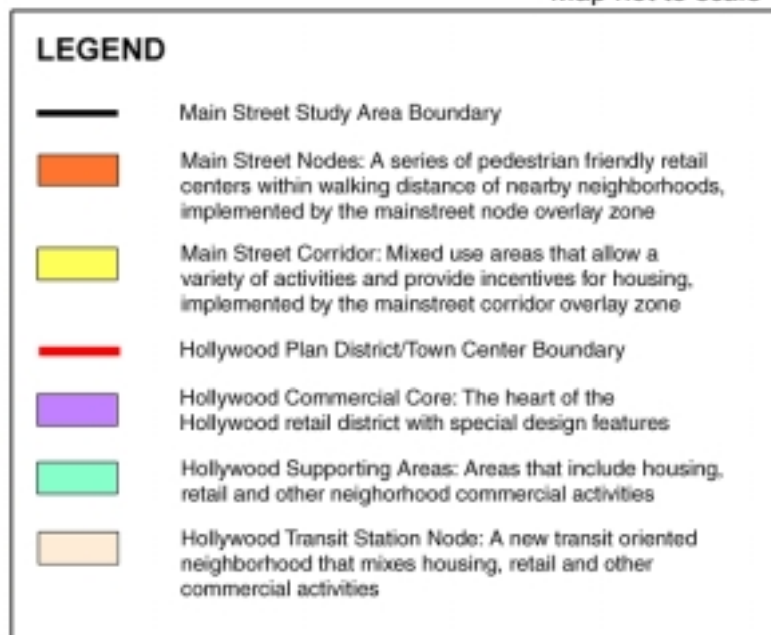 LEGEND
Main Street Study Area Boundary
Main Street Nodes: A series of pedestrian friendly retail
centers within walking distance of nearby neighborhoods,
implemented by the mainstreet node overlay zone
Main Street Corridor: Mixed use areas that allow a
variety of activities and provide incentives for housing,
implemented by the mainstreet corridor overlay zone
Hollywood Plan District/Town Center Boundary
Hollywood Commercial Core: The heart of the
Hollywood retail district with special design features
Hollywood Supporting Areas: Areas that include housing,
retail and other neighorhood commercial activities
Hollywood Transit Station Node: A new transit oriented
neighborhood that mixes housing, retail and other
commercial activities